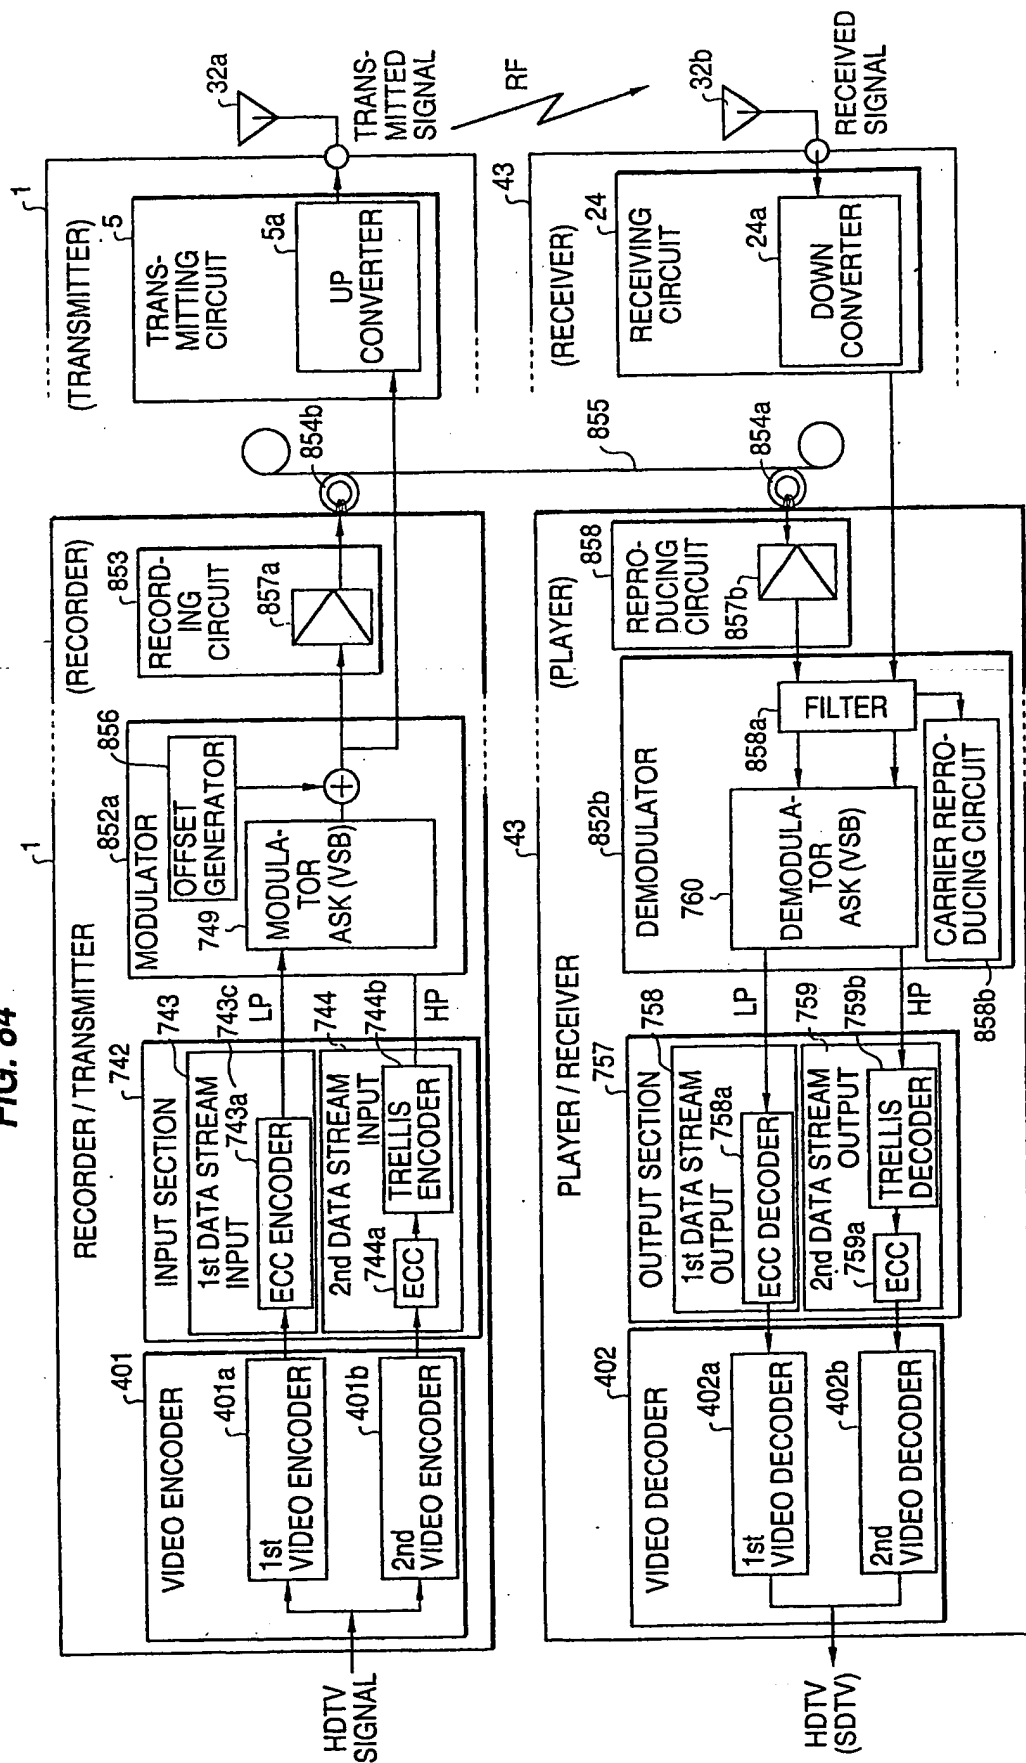 FIG. 84
1
RECORDER / TRANSMITTER
(RECORDER)
(TRANSMITTER)
1
HDTV
SIGNAL
401
VIDEO ENCODER
401a
1st
VIDEO ENCODER
401b
2nd
VIDEO ENCODER
742
INPUT SECTION
743
1st DATA STREAM
INPUT
743c
743a
ECC ENCODER
LP
744
2nd DATA STREAM
INPUT
744a
ECC
744b
TRELLIS
ENCODER
HP
852a
MODULATOR
856
OFFSET
GENERATOR
749
MODULA-
TOR
ASK (VSB)
+
853
RECORD-
ING
CIRCUIT
857a
854b
855
5
TRANS-
MITTING
CIRCUIT
5a
UP
CONVERTER
32a
TRANS-
MITTED
SIGNAL
RF
43
PLAYER / RECEIVER
(PLAYER)
(RECEIVER)
43
HDTV
(SDTV)
402
VIDEO DECODER
402a
1st
VIDEO DECODER
402b
2nd
VIDEO DECODER
757
OUTPUT SECTION
758
1st DATA STREAM
OUTPUT
758a
ECC DECODER
LP
759
2nd DATA STREAM
OUTPUT
759a
ECC
759b
TRELLIS
DECODER
HP
852b
DEMODULATOR
760
DEMODULA-
TOR
ASK (VSB)
858a
FILTER
CARRIER REPRO-
DUCING CIRCUIT
858b
858
REPRO-
DUCING
CIRCUIT
857b
854a
24
RECEIVING
CIRCUIT
24a
DOWN
CONVERTER
32b
RECEIVED
SIGNAL